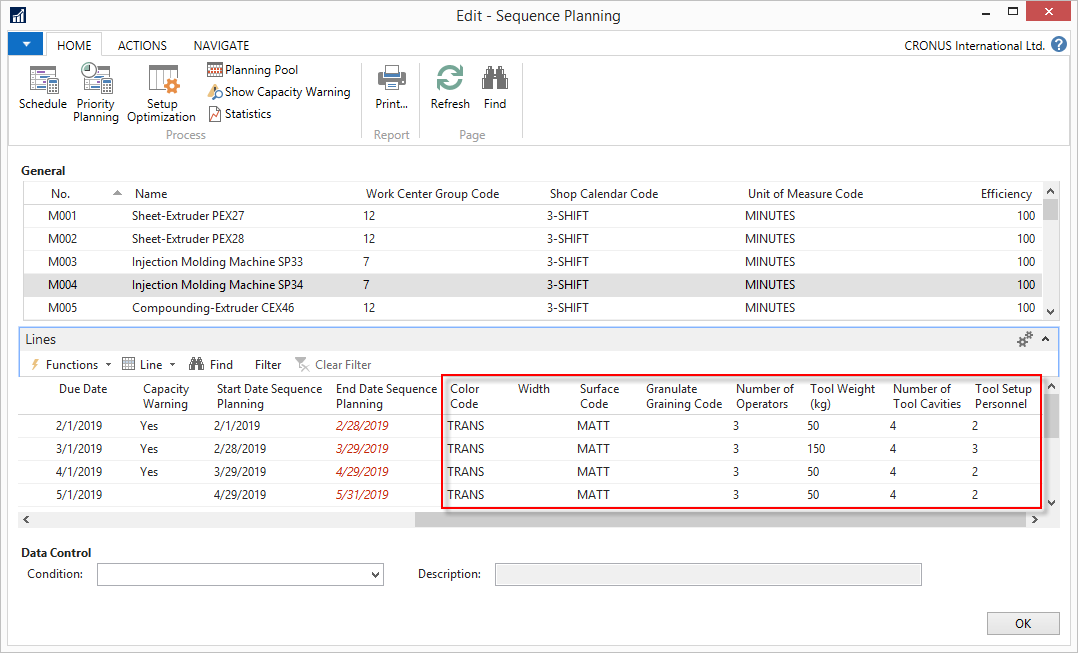 Edit - Sequence Planning
HOME ACTIONS NAVIGATE CRONUS International Ltd. ?
Schedule
Priority Planning
Setup Optimization
Planning Pool
Show Capacity Warning
Statistics
Process
Print...
Report
Refresh
Find
Page
General
No. Name Work Center Group Code Shop Calendar Code Unit of Measure Code Efficiency
M001 Sheet-Extruder PEX27 12 3-SHIFT MINUTES 100
M002 Sheet-Extruder PEX28 12 3-SHIFT MINUTES 100
M003 Injection Molding Machine SP33 7 3-SHIFT MINUTES 100
M004 Injection Molding Machine SP34 7 3-SHIFT MINUTES 100
M005 Compounding-Extruder CEX46 12 3-SHIFT MINUTES 100
Lines
Functions Line Find Filter Clear Filter
Due Date Capacity Warning Start Date Sequence Planning End Date Sequence Planning Color Code Width Surface Code Granulate Graining Code Number of Operators Tool Weight (kg) Number of Tool Cavities Tool Setup Personnel
2/1/2019 Yes 2/1/2019 2/28/2019 TRANS MATT 3 50 4 2
3/1/2019 Yes 2/28/2019 3/29/2019 TRANS MATT 3 150 4 3
4/1/2019 Yes 3/29/2019 4/29/2019 TRANS MATT 3 50 4 2
5/1/2019 4/29/2019 5/31/2019 TRANS MATT 3 50 4 2
Data Control
Condition: Description:
OK